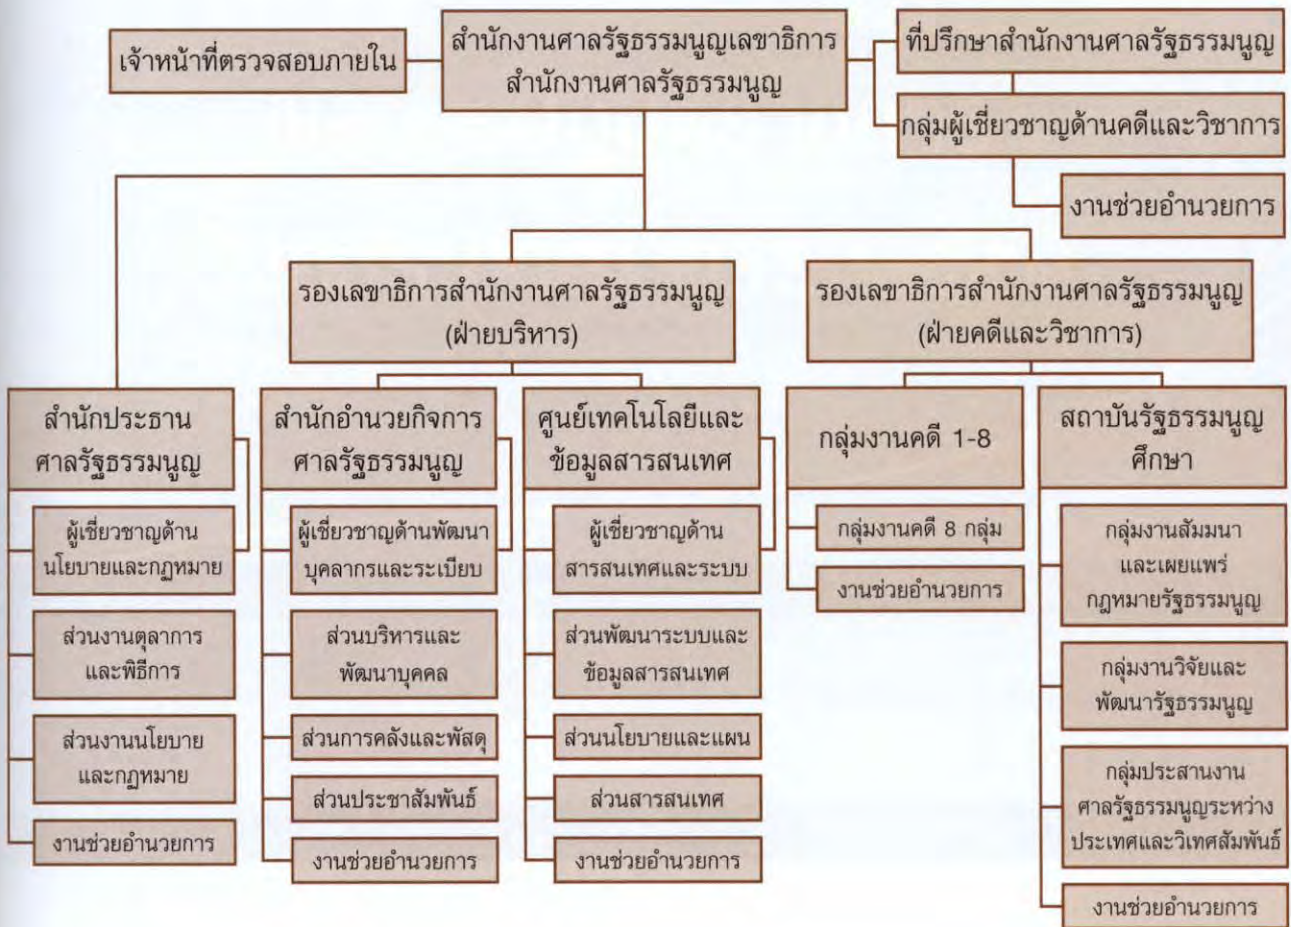 เจ้าหน้าที่ตรวจสอบภายใน
สำนักงานศาลรัฐธรรมนูญเลขาธิการ
สำนักงานศาลรัฐธรรมนูญ
ที่ปรึกษาสำนักงานศาลรัฐธรรมนูญ
กลุ่มผู้เชี่ยวชาญด้านคดีและวิชาการ
งานช่วยอำนวยการ
รองเลขาธิการสำนักงานศาลรัฐธรรมนูญ
(ฝ่ายบริหาร)
รองเลขาธิการสำนักงานศาลรัฐธรรมนูญ
(ฝ่ายคดีและวิชาการ)
สำนักประธาน
ศาลรัฐธรรมนูญ
ผู้เชี่ยวชาญด้าน
นโยบายและกฎหมาย
ส่วนงานตุลาการ
และพิธีการ
ส่วนงานนโยบาย
และกฎหมาย
งานช่วยอำนวยการ
สำนักอำนวยกิจการ
ศาลรัฐธรรมนูญ
ผู้เชี่ยวชาญด้านพัฒนา
บุคลากรและระเบียบ
ส่วนบริหารและ
พัฒนาบุคคล
ส่วนการคลังและพัสดุ
ส่วนประชาสัมพันธ์
งานช่วยอำนวยการ
ศูนย์เทคโนโลยีและ
ข้อมูลสารสนเทศ
ผู้เชี่ยวชาญด้าน
สารสนเทศและระบบ
ส่วนพัฒนาระบบและ
ข้อมูลสารสนเทศ
ส่วนนโยบายและแผน
ส่วนสารสนเทศ
งานช่วยอำนวยการ
กลุ่มงานคดี 1-8
กลุ่มงานคดี 8 กลุ่ม
งานช่วยอำนวยการ
สถาบันรัฐธรรมนูญ
ศึกษา
กลุ่มงานสัมมนา
และเผยแพร่
กฎหมายรัฐธรรมนูญ
กลุ่มงานวิจัยและ
พัฒนารัฐธรรมนูญ
กลุ่มประสานงาน
ศาลรัฐธรรมนูญระหว่าง
ประเทศและวิเทศสัมพันธ์
งานช่วยอำนวยการ